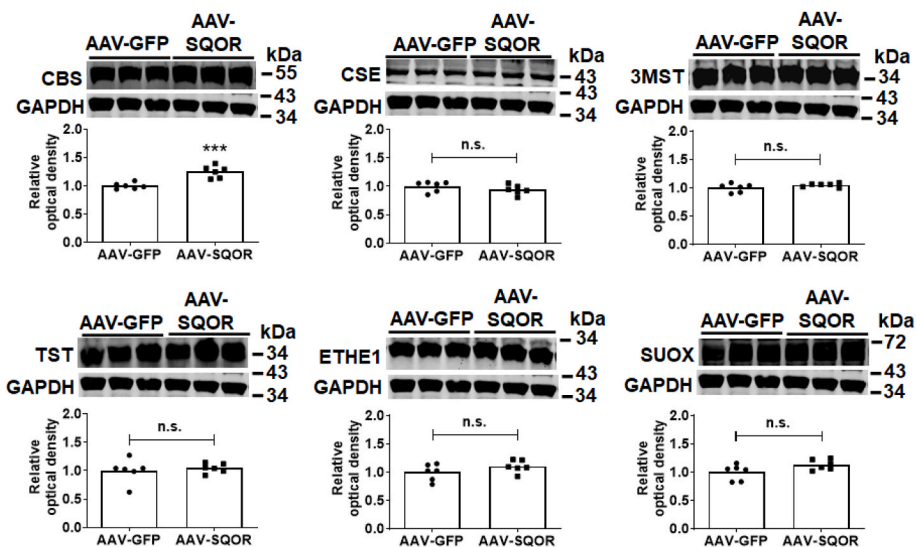 AAV-GFP AAV-SQOR kDa
CBS 55
43
GAPDH 34
Relative optical density
2.0
1.5
1.0
0.5
0.0
***
AAV-GFP AAV-SQOR
AAV-GFP AAV-SQOR kDa
CSE 43
43
GAPDH 34
Relative optical density
2.0
1.5
1.0
0.5
0.0
n.s.
AAV-GFP AAV-SQOR
AAV-GFP AAV-SQOR kDa
3MST 34
43
GAPDH 34
Relative optical density
2.0
1.5
1.0
0.5
0.0
n.s.
AAV-GFP AAV-SQOR
AAV-GFP AAV-SQOR kDa
TST 34
43
GAPDH 34
Relative optical density
2.0
1.5
1.0
0.5
0.0
n.s.
AAV-GFP AAV-SQOR
AAV-GFP AAV-SQOR kDa
34
ETHE1
43
GAPDH 34
Relative optical density
2.0
1.5
1.0
0.5
0.0
n.s.
AAV-GFP AAV-SQOR
AAV-GFP AAV-SQOR kDa
72
SUOX
43
GAPDH 34
Relative optical density
2.0
1.5
1.0
0.5
0.0
n.s.
AAV-GFP AAV-SQOR